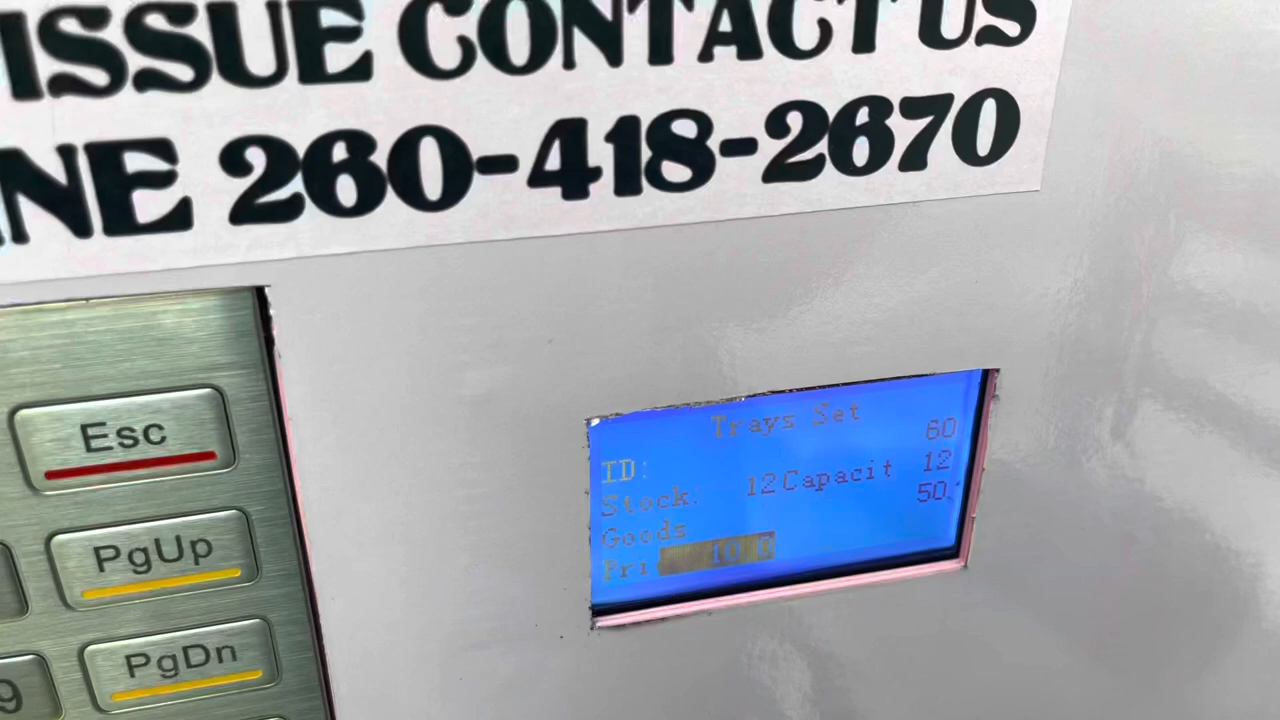 ISSUE CONTACT US
NE 260-418-2670
Esc
PgUp
PgDn
9
Trays Set
ID: 60
Stock: 12Capacit 12
Goods 50
Pri